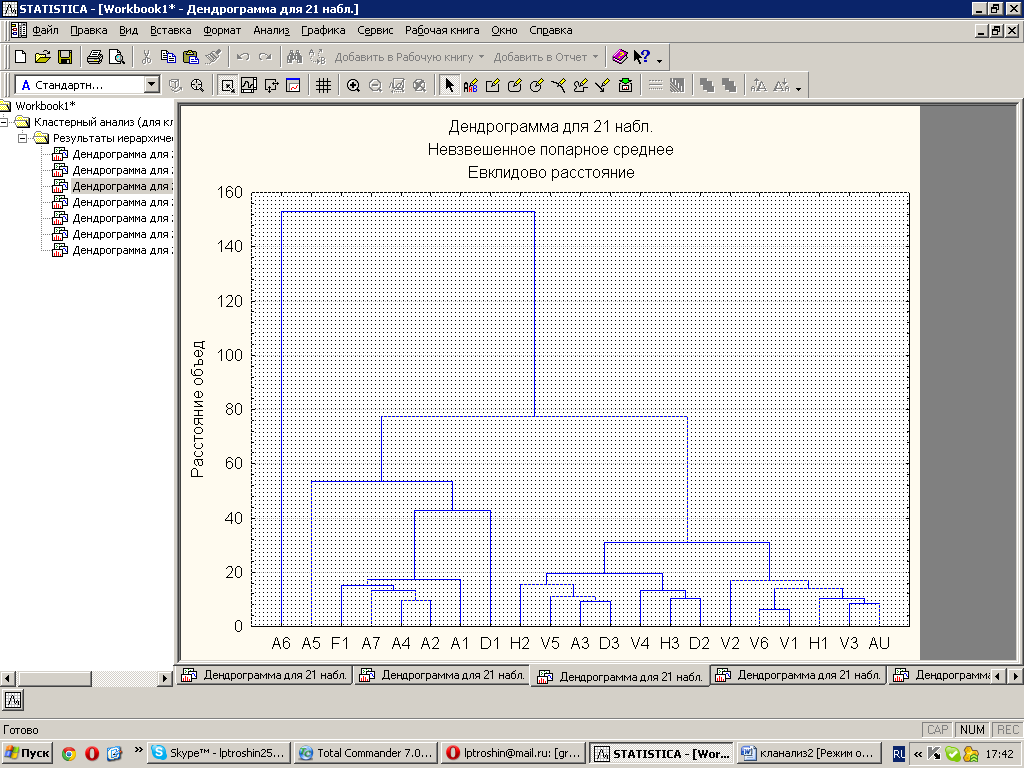 STATISTICA - [Workbook1* - Дендрограмма для 21 набл.]
Файл Правка Вид Вставка Формат Анализ Графика Сервис Рабочая книга Окно Справка
Добавить в Рабочую книгу Добавить в Отчет
A Стандартн...
Workbook1*
Кластерный анализ (для кл
Результаты иерархиче
Дендрограмма для
Дендрограмма для
Дендрограмма для
Дендрограмма для
Дендрограмма для
Дендрограмма для
Дендрограмма для
Дендрограмма для 21 набл.
Невзвешенное попарное среднее
Евклидово расстояние
Расстояние объед
160
140
120
100
80
60
40
20
0
A6 A5 F1 A7 A4 A2 A1 D1 H2 V5 A3 D3 V4 H3 D2 V2 V6 V1 H1 V3 AU
Дендрограмма для 21 набл. Дендрограмма для 21 набл. Дендрограмма для 21 набл. Дендрограмма для 21 набл. Дендрограмма
Готово
CAP NUM REC
Пуск Skype™ - lptroshin25... Total Commander 7.0... lptroshin@mail.ru: [gr... STATISTICA - [Wor... кланализ2 [Режим о... RL « 17:42